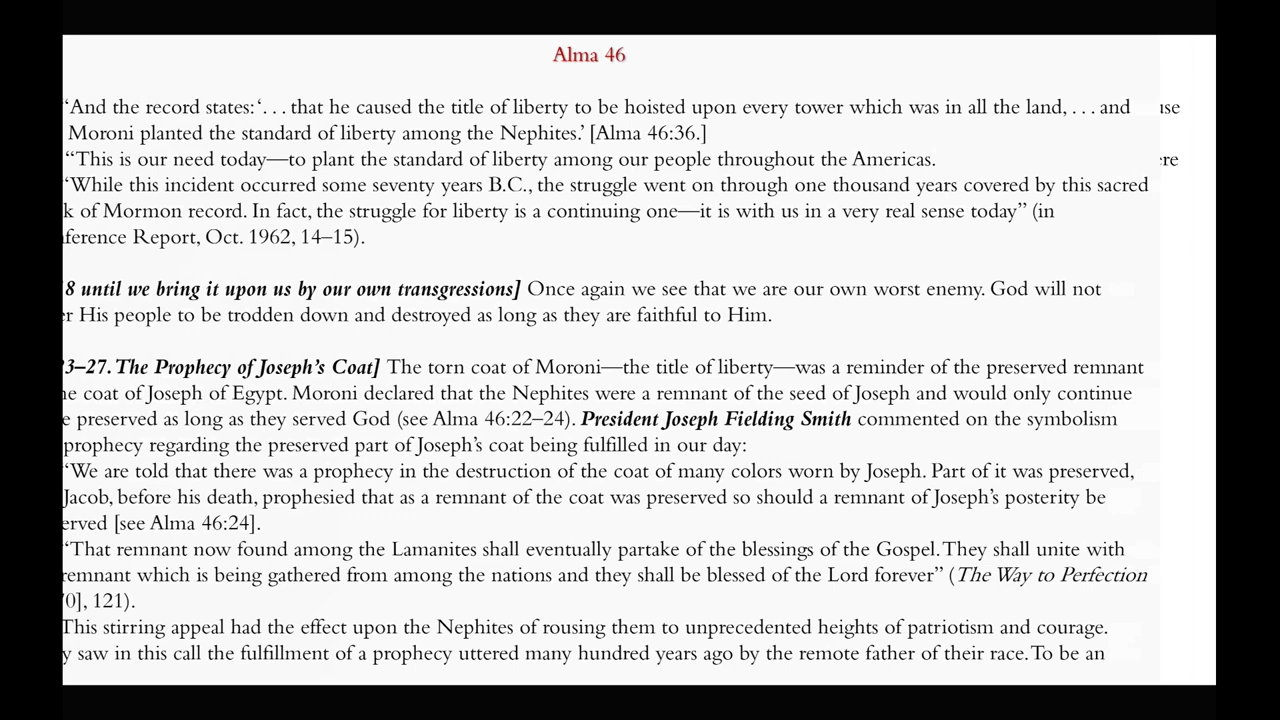 Alma 46
“And the record states: ‘. . . that he caused the title of liberty to be hoisted upon every tower which was in all the land, . . . and
Moroni planted the standard of liberty among the Nephites.’ [Alma 46:36.]
“This is our need today—to plant the standard of liberty among our people throughout the Americas.
“While this incident occurred some seventy years B.C., the struggle went on through one thousand years covered by this sacred
k of Mormon record. In fact, the struggle for liberty is a continuing one—it is with us in a very real sense today” (in
ference Report, Oct. 1962, 14–15).
8 until we bring it upon us by our own transgressions] Once again we see that we are our own worst enemy. God will not
er His people to be trodden down and destroyed as long as they are faithful to Him.
3–27. The Prophecy of Joseph’s Coat] The torn coat of Moroni—the title of liberty—was a reminder of the preserved remnant
he coat of Joseph of Egypt. Moroni declared that the Nephites were a remnant of the seed of Joseph and would only continue
e preserved as long as they served God (see Alma 46:22–24). President Joseph Fielding Smith commented on the symbolism
prophecy regarding the preserved part of Joseph’s coat being fulfilled in our day:
“We are told that there was a prophecy in the destruction of the coat of many colors worn by Joseph. Part of it was preserved,
Jacob, before his death, prophesied that as a remnant of the coat was preserved so should a remnant of Joseph’s posterity be
erved [see Alma 46:24].
“That remnant now found among the Lamanites shall eventually partake of the blessings of the Gospel. They shall unite with
remnant which is being gathered from among the nations and they shall be blessed of the Lord forever” (The Way to Perfection
70], 121).
This stirring appeal had the effect upon the Nephites of rousing them to unprecedented heights of patriotism and courage.
y saw in this call the fulfillment of a prophecy uttered many hundred years ago by the remote father of their race. To be an